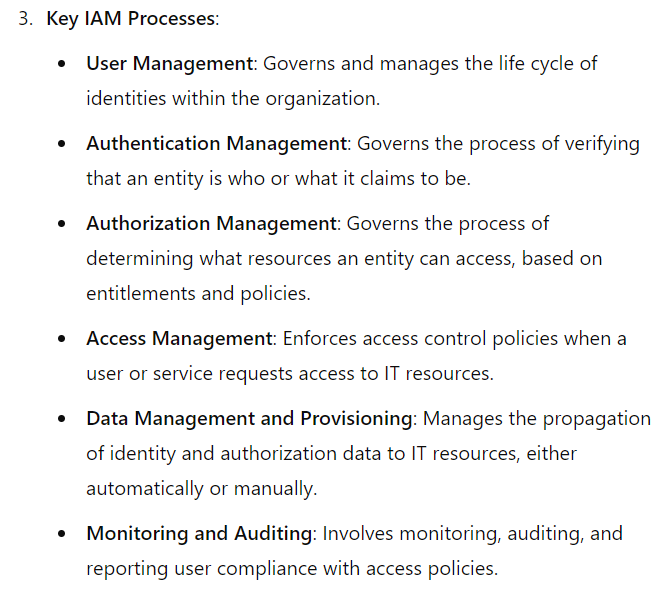 3. Key IAM Processes:
• User Management: Governs and manages the life cycle of
identities within the organization.
• Authentication Management: Governs the process of verifying
that an entity is who or what it claims to be.
• Authorization Management: Governs the process of
determining what resources an entity can access, based on
entitlements and policies.
• Access Management: Enforces access control policies when a
user or service requests access to IT resources.
• Data Management and Provisioning: Manages the propagation
of identity and authorization data to IT resources, either
automatically or manually.
• Monitoring and Auditing: Involves monitoring, auditing, and
reporting user compliance with access policies.